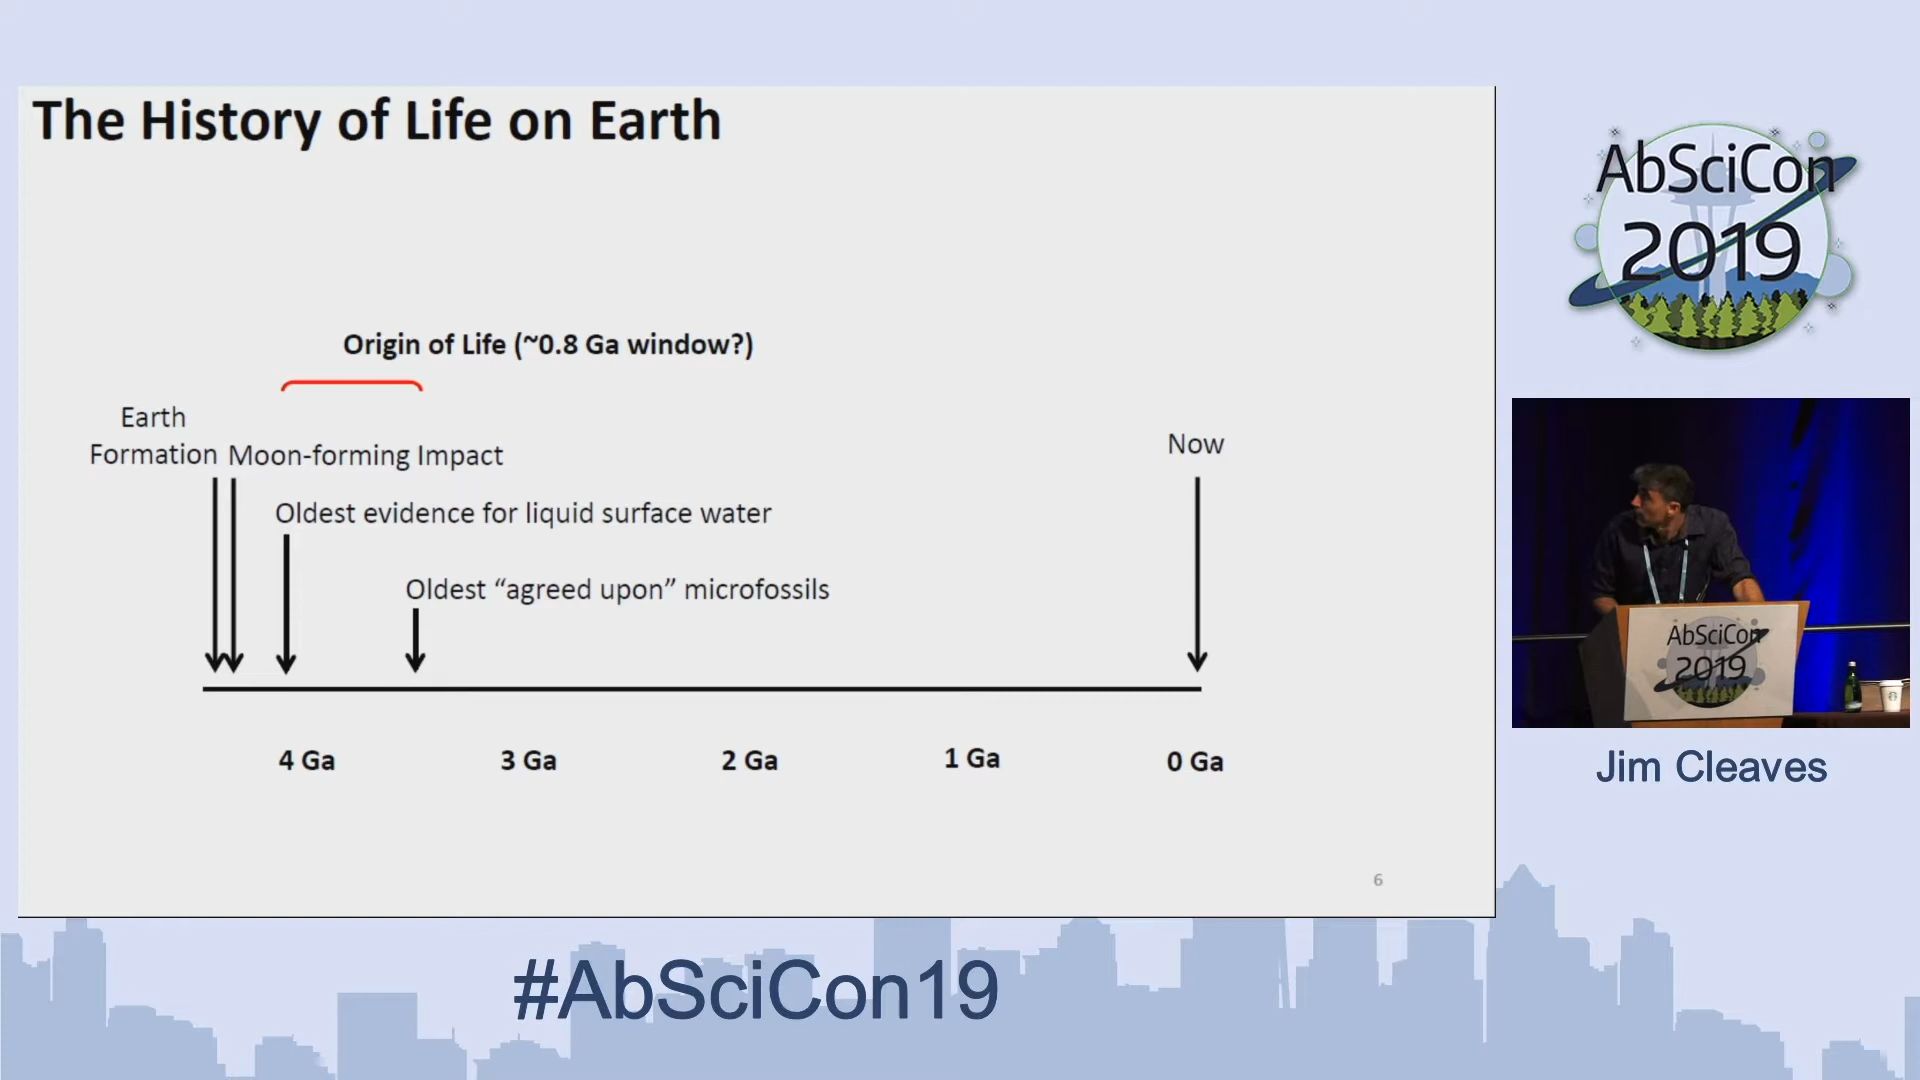 The History of Life on Earth
Origin of Life (~0.8 Ga window?)
Earth
Formation
Moon-forming Impact
Now
Oldest evidence for liquid surface water
Oldest “agreed upon” microfossils
4 Ga
3 Ga
2 Ga
1 Ga
0 Ga
6
AbSciCon
2019
AbSciCon
2019
Jim Cleaves
#AbSciCon19